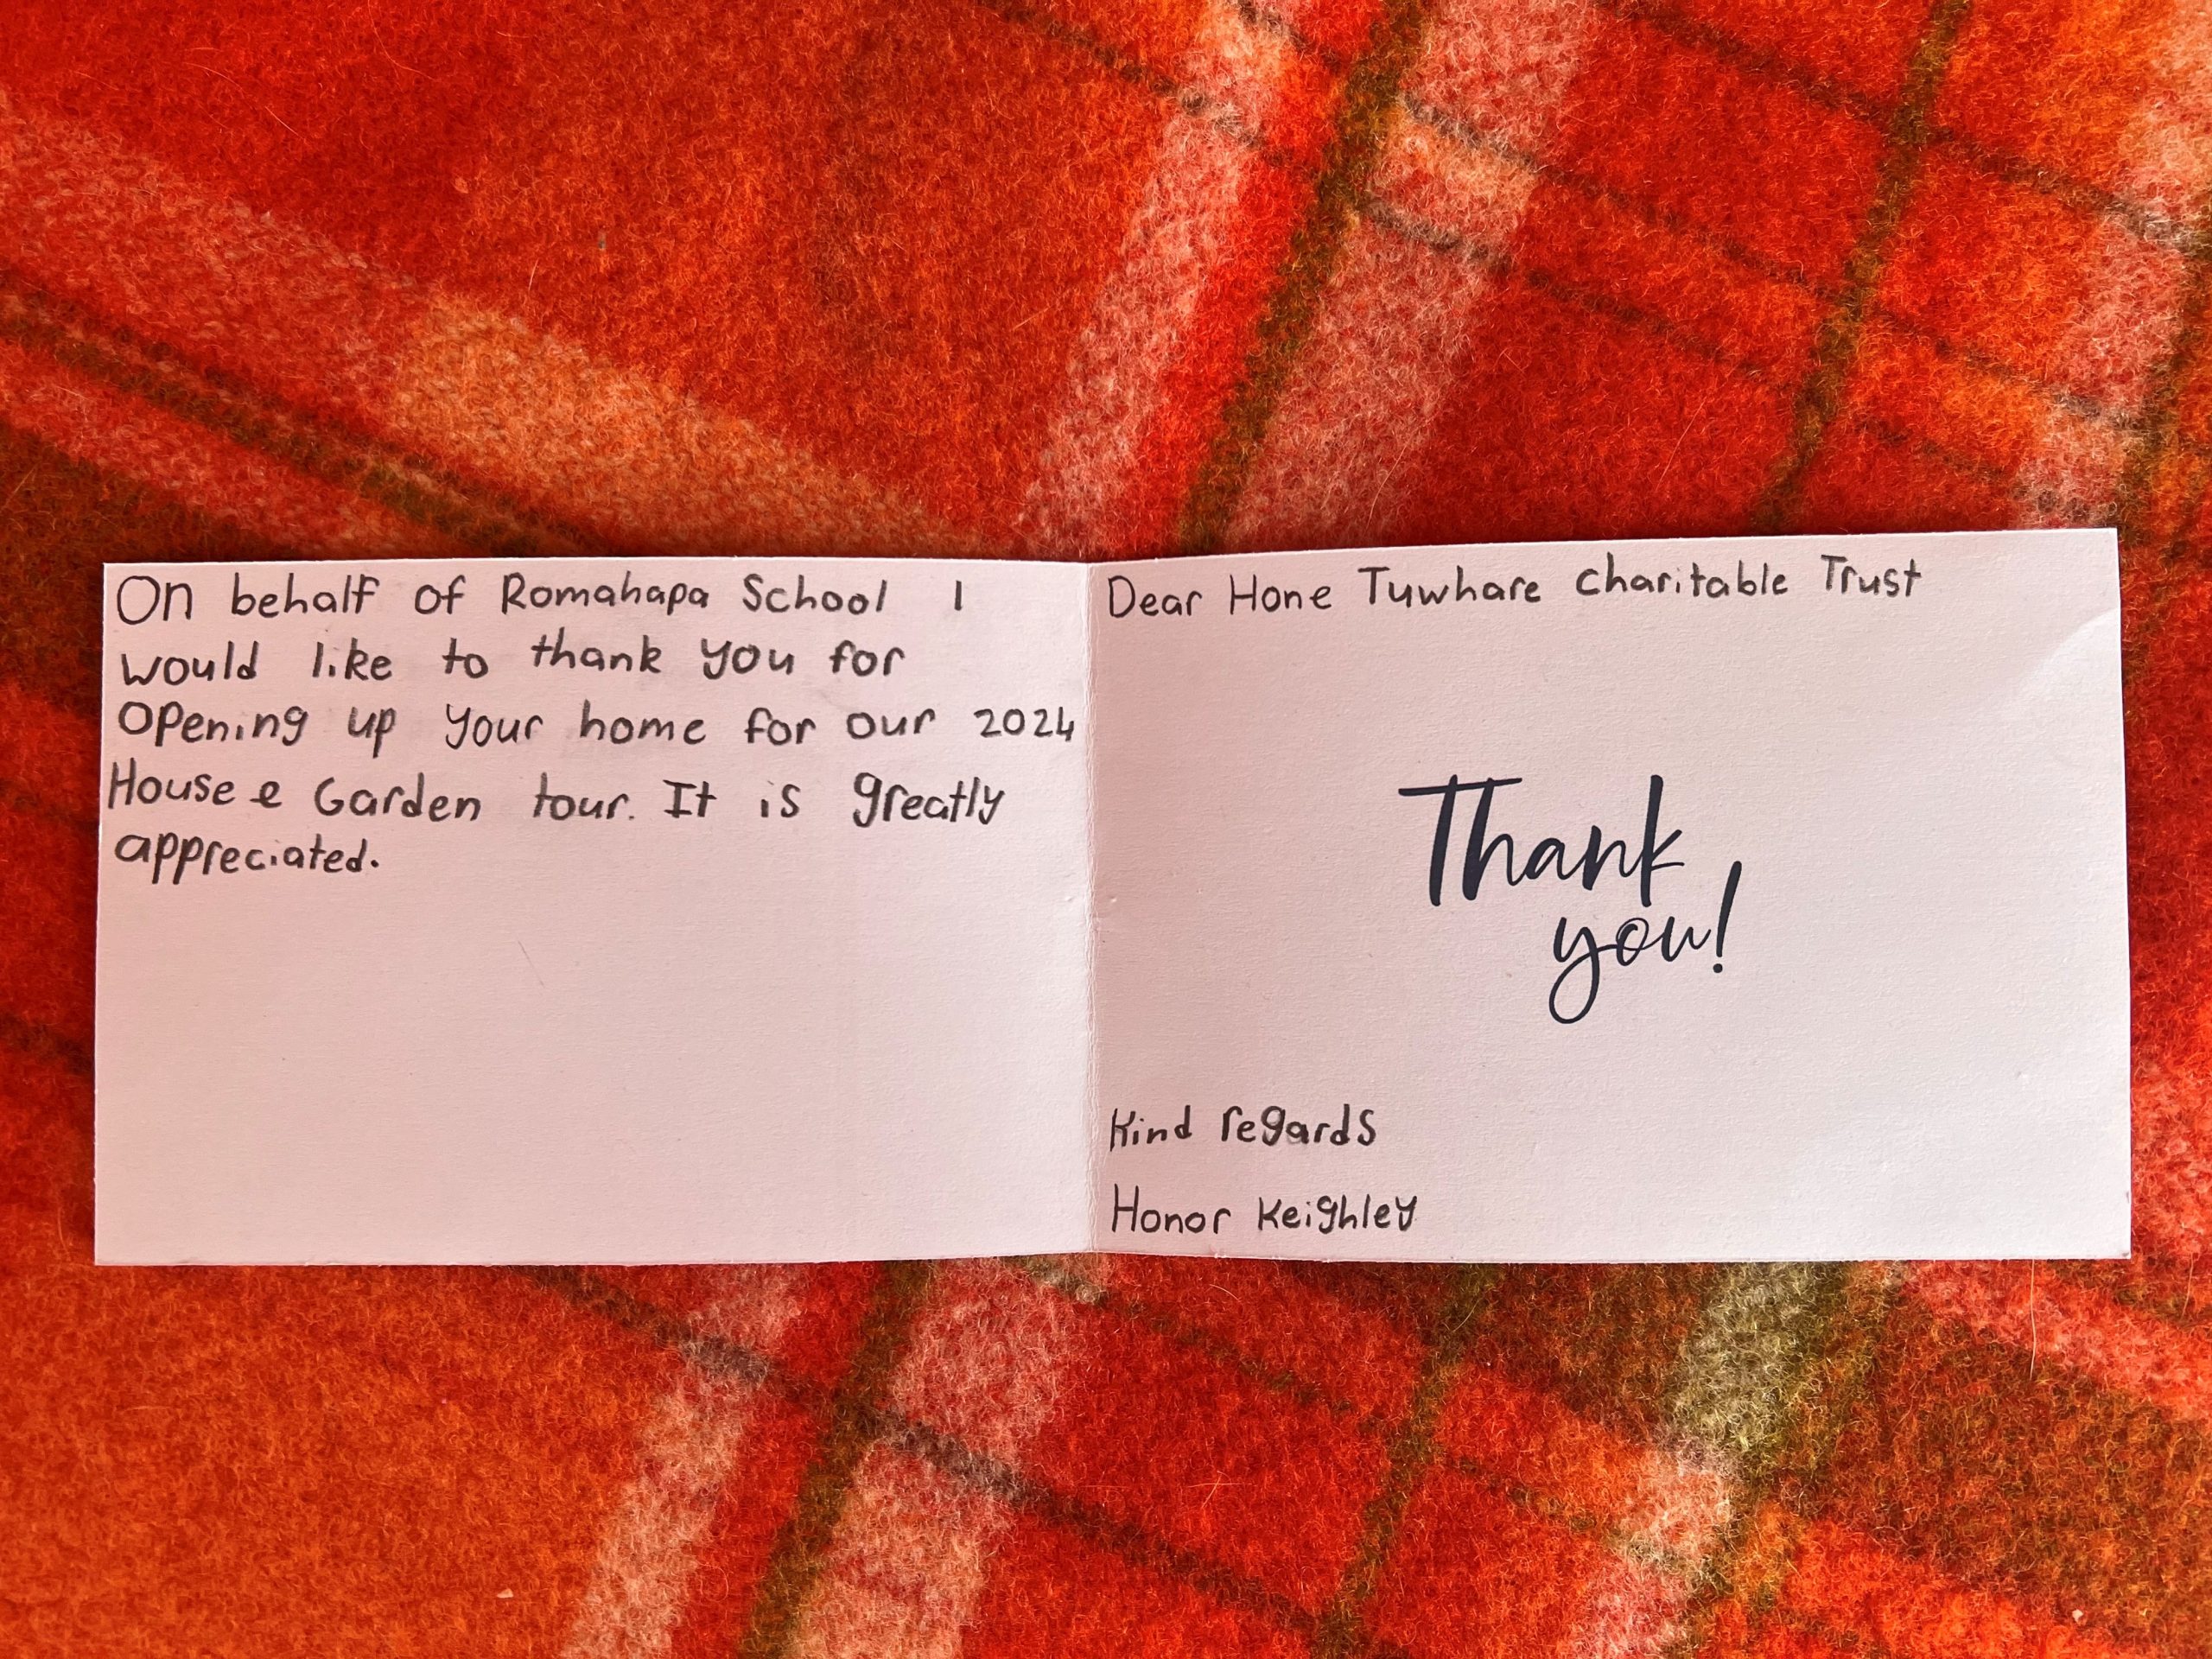 On behalf of Romahapa School I
would like to thank you for
opening up your home for our 2024
House & Garden tour. It is greatly
appreciated.
Dear Hone Tuwhare Charitable Trust
Thank
you!
Kind regards
Honor Keighley